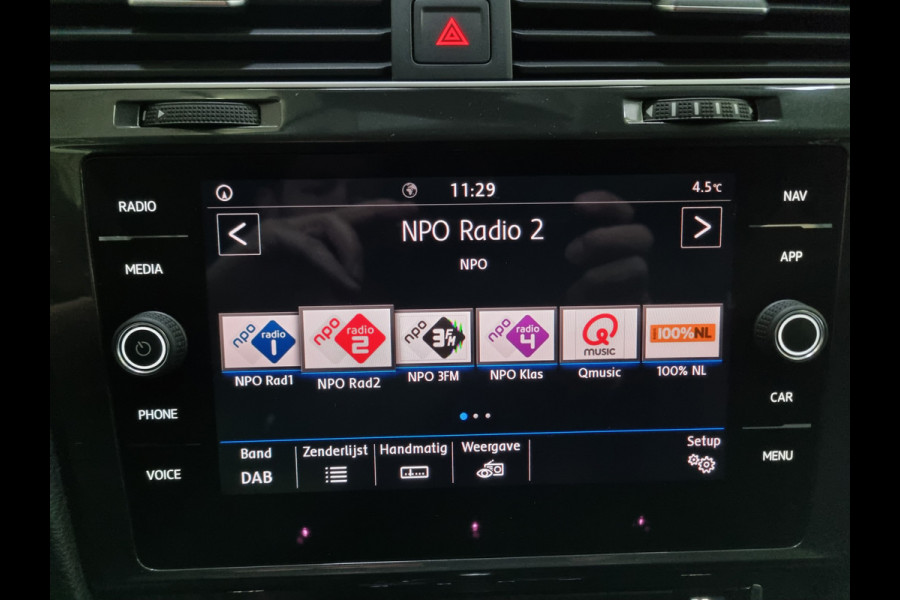 11:29
4.5°C
RADIO
NAV
<
NPO Radio 2
>
MEDIA
NPO
APP
npo radio 1
npo radio 2
npo 3FM
npo radio 4
Q MUSIC
100%NL
NPO Rad1
NPO Rad2
NPO 3FM
NPO Klas
Qmusic
100% NL
PHONE
CAR
Band
DAB
Zenderlijst
Handmatig
Weergave
Setup
VOICE
MENU